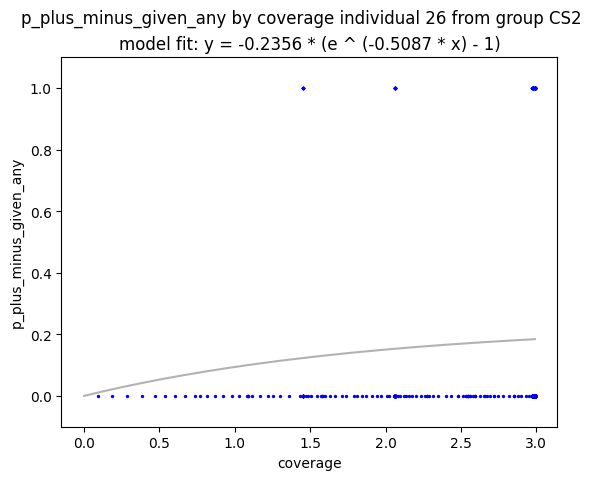 p_plus_minus_given_any by coverage individual 26 from group CS2
model fit: y = -0.2356 * (e ^ (-0.5087 * x) - 1)
1.0
0.8
0.6
0.4
0.2
0.0
p_plus_minus_given_any
0.0 0.5 1.0 1.5 2.0 2.5 3.0
coverage